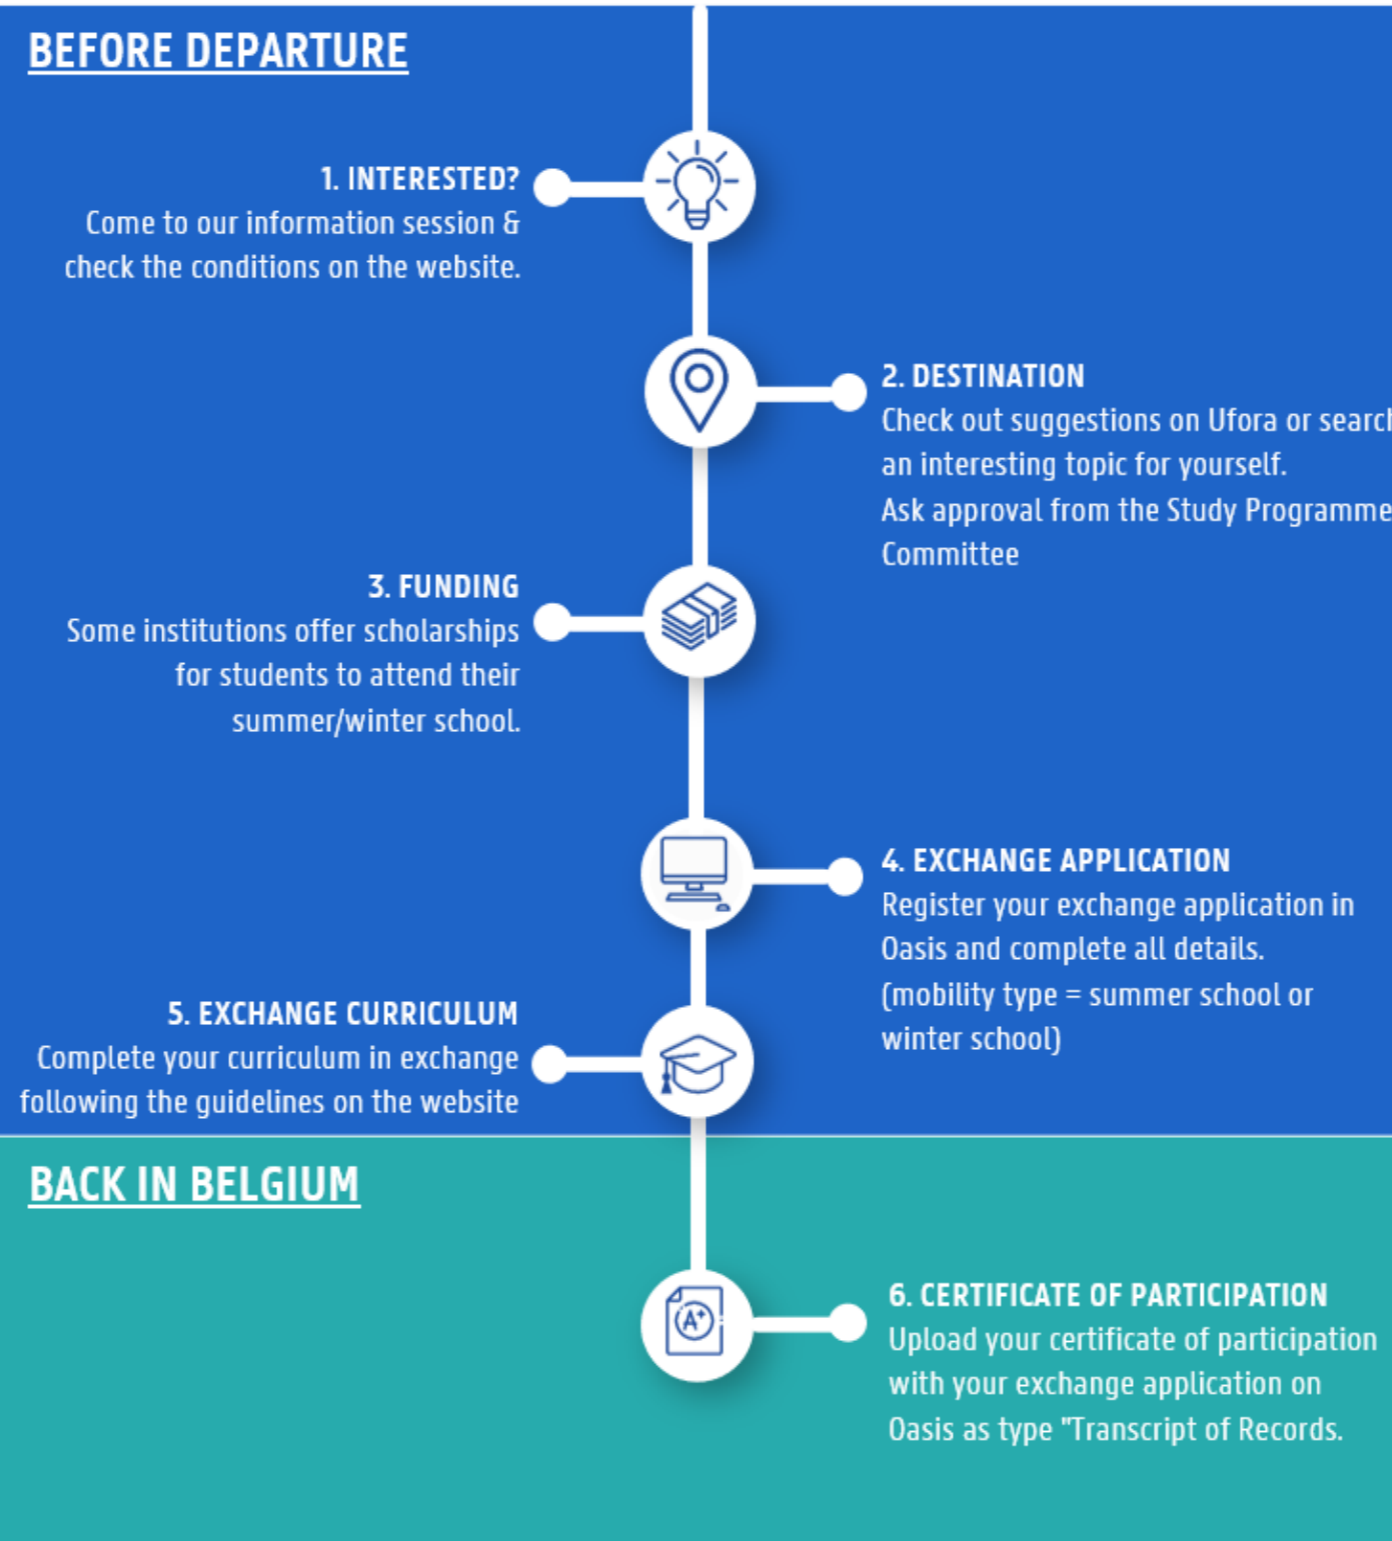 BEFORE DEPARTURE
1. INTERESTED?
Come to our information session &
check the conditions on the website.
2. DESTINATION
Check out suggestions on Ufora or search
an interesting topic for yourself.
Ask approval from the Study Programme
Committee
3. FUNDING
Some institutions offer scholarships
for students to attend their
summer/winter school.
4. EXCHANGE APPLICATION
Register your exchange application in
Oasis and complete all details.
(mobility type = summer school or
winter school)
5. EXCHANGE CURRICULUM
Complete your curriculum in exchange
following the guidelines on the website
BACK IN BELGIUM
A+
6. CERTIFICATE OF PARTICIPATION
Upload your certificate of participation
with your exchange application on
Oasis as type "Transcript of Records.